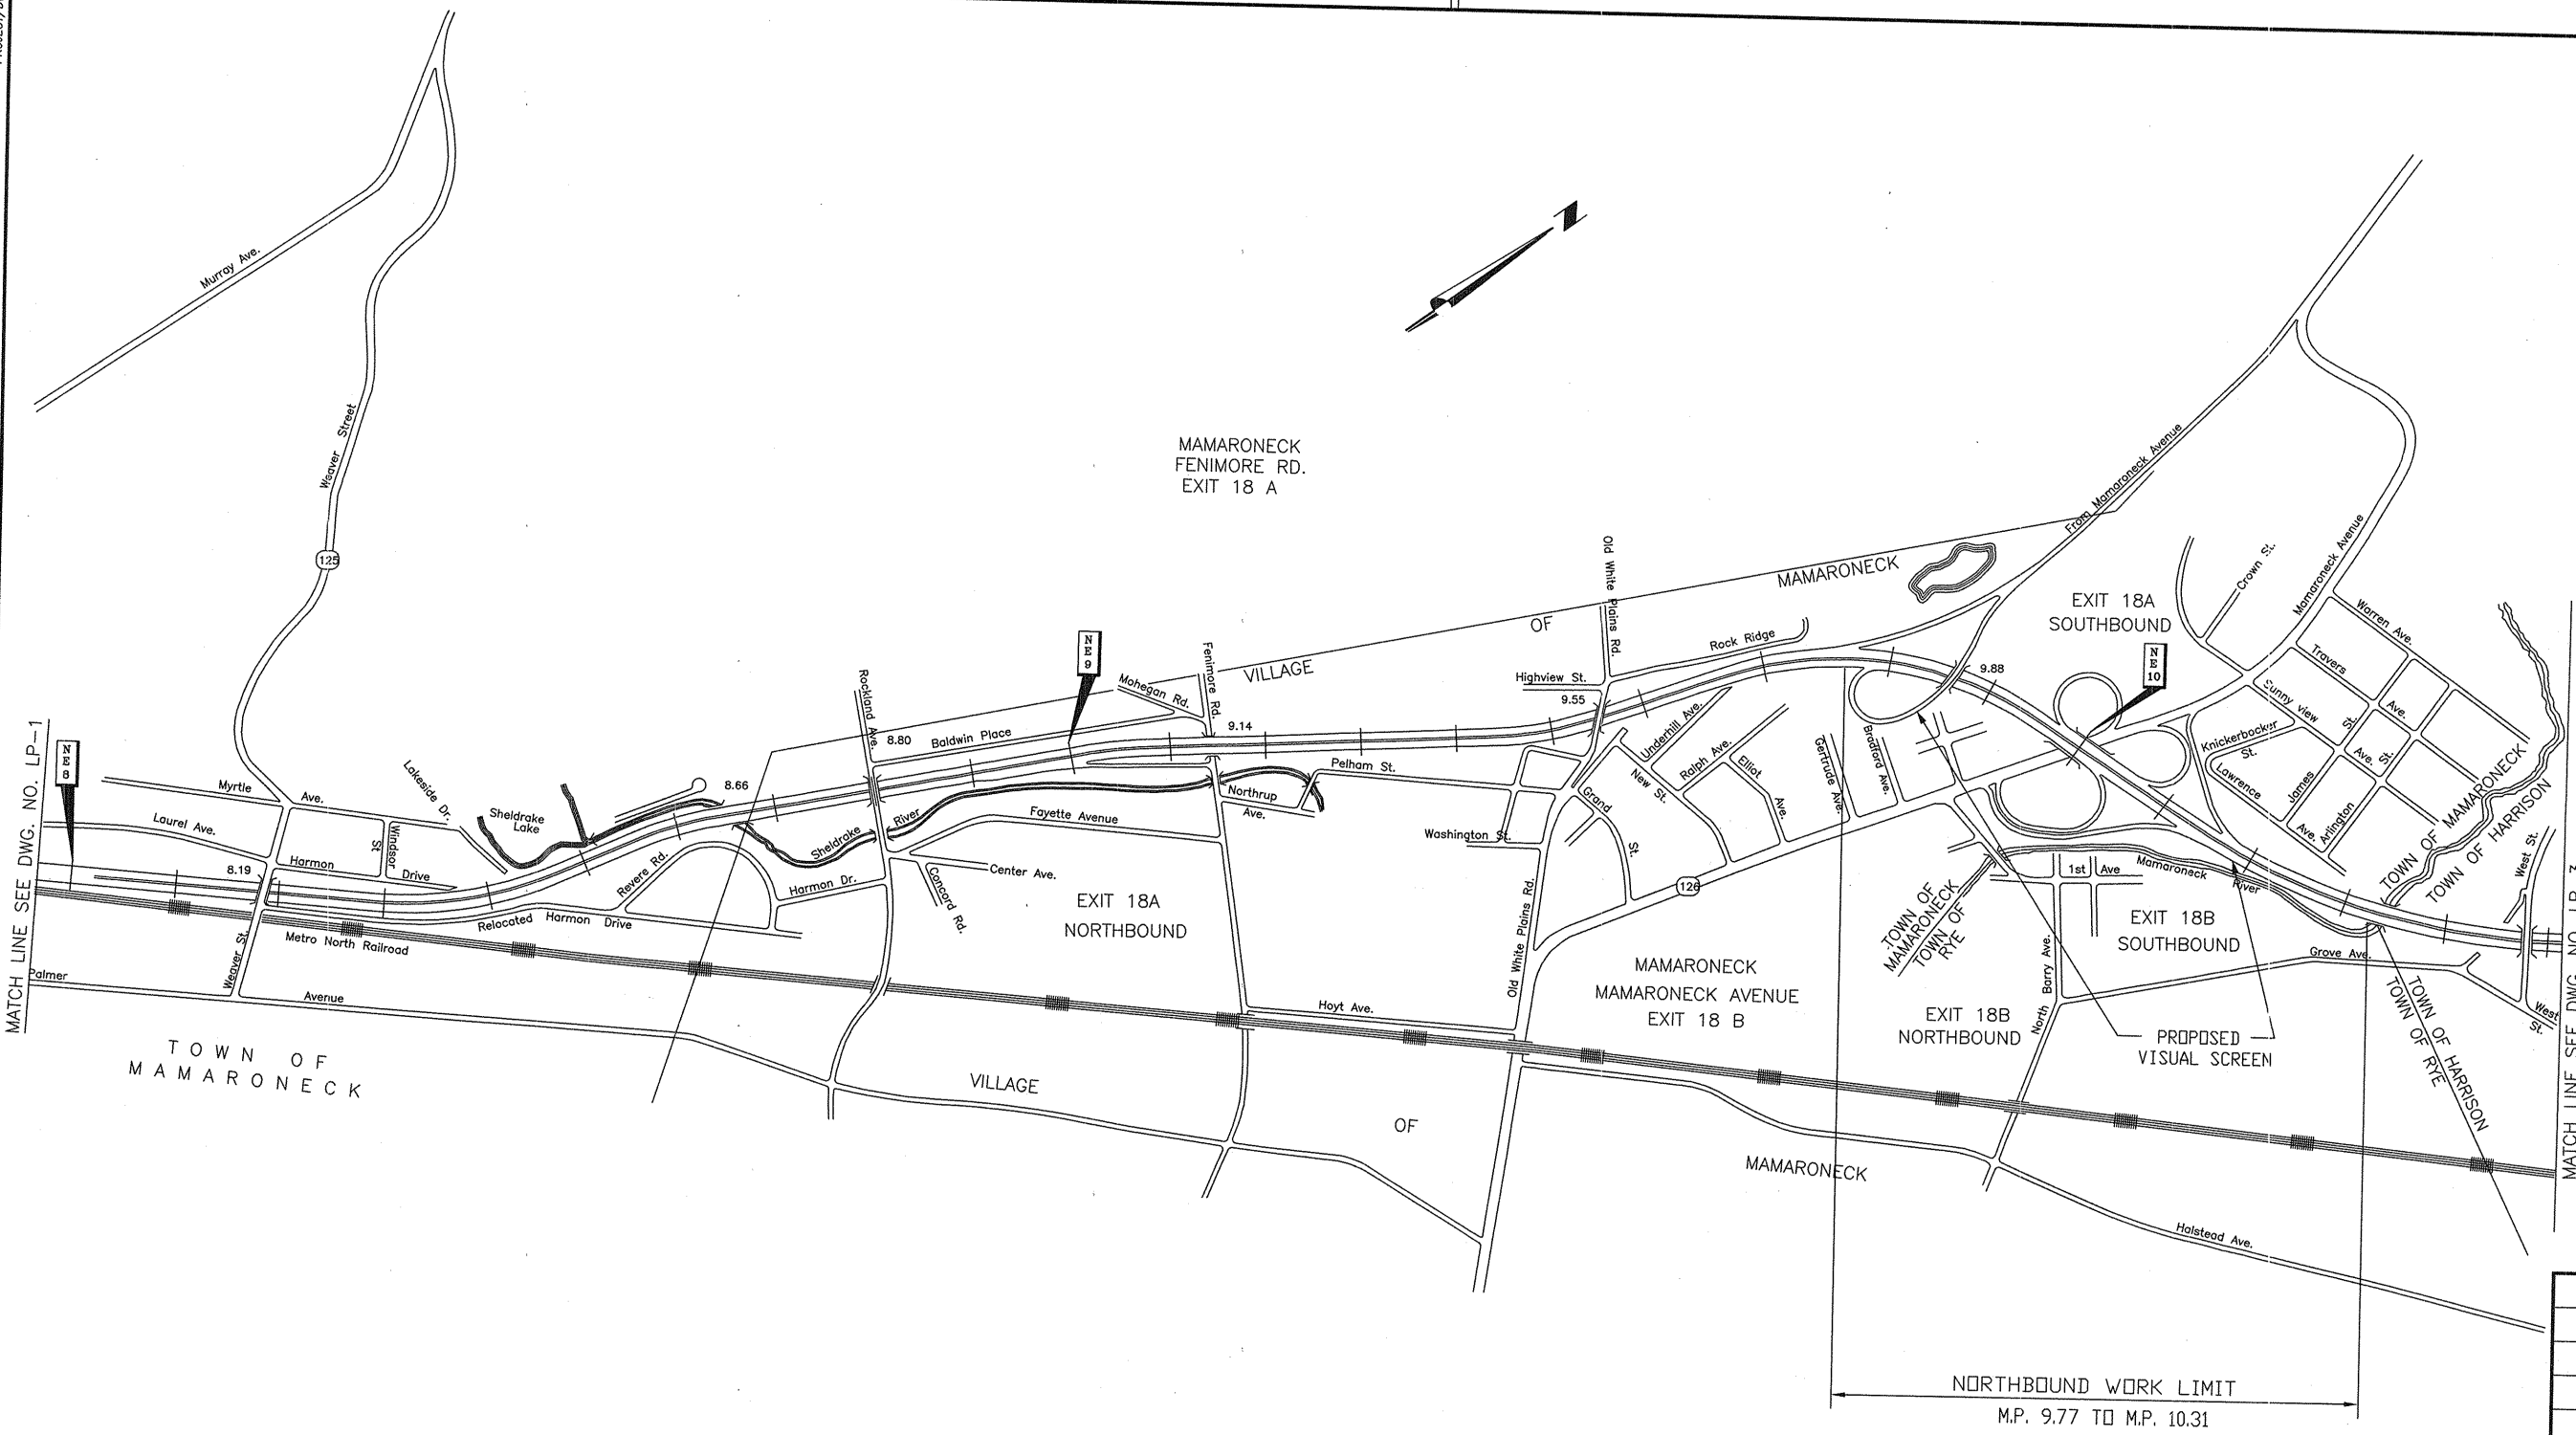 Murray Ave.
Weaver Street
125
MAMARONECK
FENIMORE RD.
EXIT 18 A
N
From Mamaroneck Avenue
Mamaroneck Avenue
Crown St.
Warren Ave.
Travers
St.
Sunny view
Ave.
Ave.
St.
Knickerbocker
St.
Lawrence
Ave.
James
Arlington
EXIT 18A
SOUTHBOUND
NE 10
9.88
VILLAGE
OF
MAMARONECK
Old White Plains Rd.
Rock Ridge
Highview St.
9.55
Underhill Ave.
New St.
Ralph Ave.
Elliot
Ave.
Gertrude Ave.
Bradford Ave.
Grand
St.
Fenimore Rd.
Mohegan Rd.
9.14
NE 9
Rockland Ave.
8.80
Baldwin Place
8.66
Pelham St.
Northrup
Ave.
Fayette Avenue
Washington St.
Old White Plains Rd.
126
Sheldrake
River
Center Ave.
Concord Rd.
Harmon Dr.
Revere Rd.
Lakeside Dr.
Sheldrake
Lake
NE 8
MATCH LINE SEE DWG. NO. LP-1
Myrtle
Ave.
Laurel Ave.
Windsor
St
Harmon
Drive
8.19
Relocated Harmon Drive
Metro North Railroad
Weaver St.
Palmer
Avenue
TOWN OF
MAMARONECK
EXIT 18A
NORTHBOUND
Hoyt Ave.
VILLAGE
OF
MAMARONECK
MAMARONECK
MAMARONECK AVENUE
EXIT 18 B
TOWN OF
MAMARONECK
TOWN OF
RYE
1st Ave
Mamaroneck
River
North Barry Ave.
EXIT 18B
SOUTHBOUND
EXIT 18B
NORTHBOUND
PROPOSED
VISUAL SCREEN
Grove Ave.
TOWN OF MAMARONECK
TOWN OF HARRISON
West St.
West
St.
TOWN OF HARRISON
TOWN OF RYE
MATCH LINE SEE DWG. NO. LP-3
Halstead Ave.
NORTHBOUND WORK LIMIT
M.P. 9.77 TO M.P. 10.31